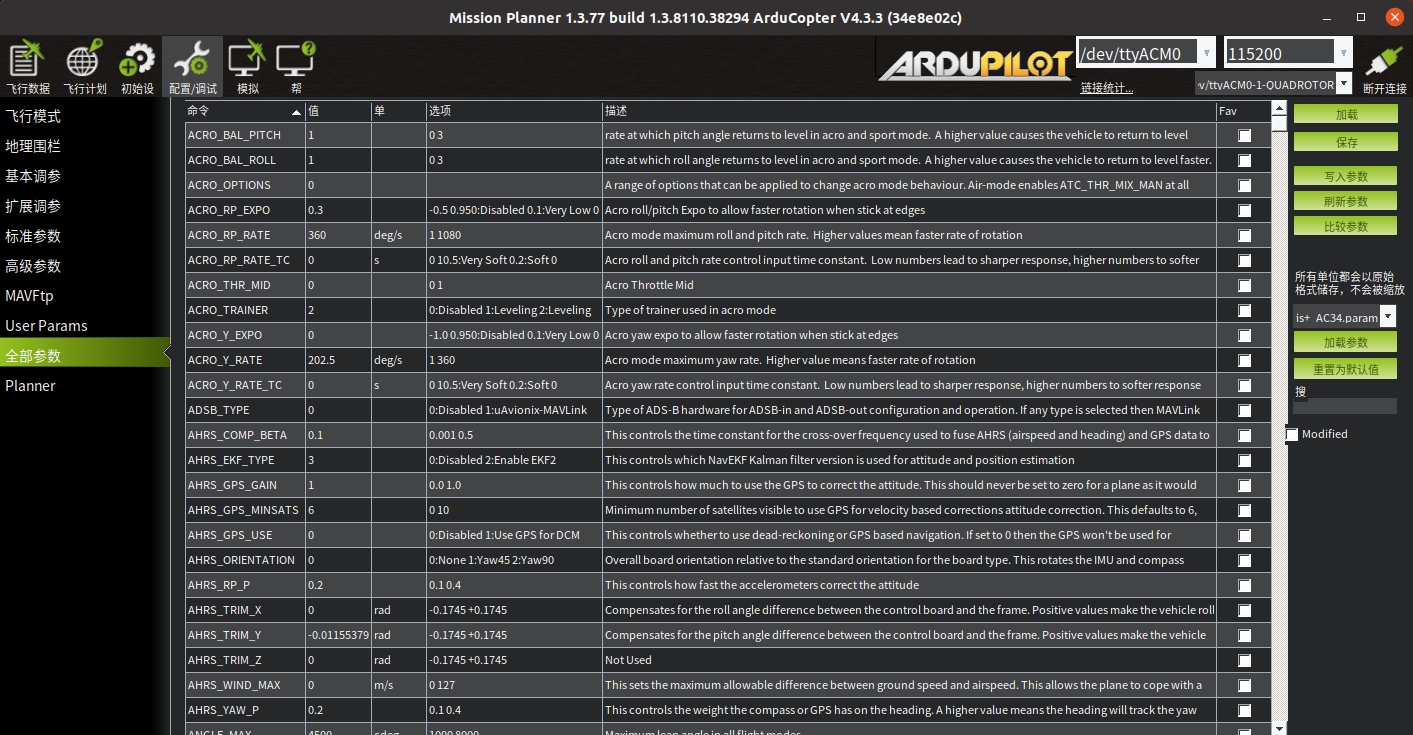 Mission Planner 1.3.77 build 1.3.8110.38294 ArduCopter V4.3.3 (34e8e02c)
飞行数据 飞行计划 初始设 配置/调试 模拟 帮
ARDUPILOT
/dev/ttyACM0 115200
链接统计... v/ttyACM0-1-QUADROTOR 断开连接
飞行模式
地理围栏
基本调参
扩展调参
标准参数
高级参数
MAVFtp
User Params
全部参数
Planner
命令 值 单 选项 描述 Fav
ACRO_BAL_PITCH 1 0 3 rate at which pitch angle returns to level in acro and sport mode. A higher value causes the vehicle to return to level
ACRO_BAL_ROLL 1 0 3 rate at which roll angle returns to level in acro and sport mode. A higher value causes the vehicle to return to level faster.
ACRO_OPTIONS 0 A range of options that can be applied to change acro mode behaviour. Air-mode enables ATC_THR_MIX_MAN at all
ACRO_RP_EXPO 0.3 -0.5 0.950:Disabled 0.1:Very Low 0 Acro roll/pitch Expo to allow faster rotation when stick at edges
ACRO_RP_RATE 360 deg/s 1 1080 Acro mode maximum roll and pitch rate. Higher values mean faster rate of rotation
ACRO_RP_RATE_TC 0 s 0 10.5:Very Soft 0.2:Soft 0 Acro roll and pitch rate control input time constant. Low numbers lead to sharper response, higher numbers to softer
ACRO_THR_MID 0 0 1 Acro Throttle Mid
ACRO_TRAINER 2 0:Disabled 1:Leveling 2:Leveling Type of trainer used in acro mode
ACRO_Y_EXPO 0 -1.0 0.950:Disabled 0.1:Very Low 0 Acro yaw expo to allow faster rotation when stick at edges
ACRO_Y_RATE 202.5 deg/s 1 360 Acro mode maximum yaw rate. Higher value means faster rate of rotation
ACRO_Y_RATE_TC 0 s 0 10.5:Very Soft 0.2:Soft 0 Acro yaw rate control input time constant. Low numbers lead to sharper response, higher numbers to softer response
ADSB_TYPE 0 0:Disabled 1:uAvionix-MAVLink Type of ADS-B hardware for ADSB-in and ADSB-out configuration and operation. If any type is selected then MAVLink
AHRS_COMP_BETA 0.1 0.001 0.5 This controls the time constant for the cross-over frequency used to fuse AHRS (airspeed and heading) and GPS data to
AHRS_EKF_TYPE 3 0:Disabled 2:Enable EKF2 This controls which NavEKF Kalman filter version is used for attitude and position estimation
AHRS_GPS_GAIN 1 0.0 1.0 This controls how much to use the GPS to correct the attitude. This should never be set to zero for a plane as it would
AHRS_GPS_MINSATS 6 0 10 Minimum number of satellites visible to use GPS for velocity based corrections attitude correction. This defaults to 6,
AHRS_GPS_USE 0 0:Disabled 1:Use GPS for DCM This controls whether to use dead-reckoning or GPS based navigation. If set to 0 then the GPS won't be used for
AHRS_ORIENTATION 0 0:None 1:Yaw45 2:Yaw90 Overall board orientation relative to the standard orientation for the board type. This rotates the IMU and compass
AHRS_RP_P 0.2 0.1 0.4 This controls how fast the accelerometers correct the attitude
AHRS_TRIM_X 0 rad -0.1745 +0.1745 Compensates for the roll angle difference between the control board and the frame. Positive values make the vehicle roll
AHRS_TRIM_Y -0.01155379 rad -0.1745 +0.1745 Compensates for the pitch angle difference between the control board and the frame. Positive values make the vehicle
AHRS_TRIM_Z 0 rad -0.1745 +0.1745 Not Used
AHRS_WIND_MAX 0 m/s 0 127 This sets the maximum allowable difference between ground speed and airspeed. This allows the plane to cope with a
AHRS_YAW_P 0.2 0.1 0.4 This controls the weight the compass or GPS has on the heading. A higher value means the heading will track the yaw
ANGLE_MAX 4500 cdeg 1000 8000 Maximum lean angle in all flight modes
加载
保存
写入参数
刷新参数
比较参数
所有单位都会以原始
格式储存，不会被缩放
is+_AC34.param
加载参数
重置为默认值
搜
Modified